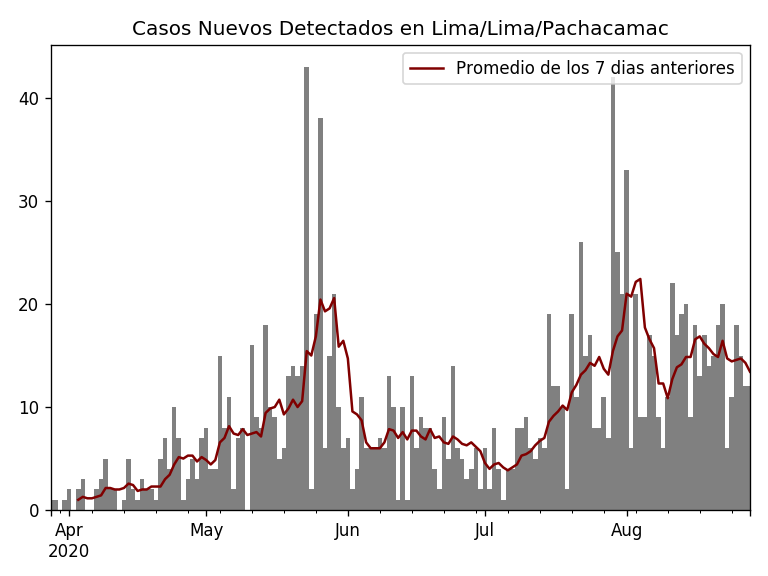 Casos Nuevos Detectados en Lima/Lima/Pachacamac
Promedio de los 7 dias anteriores
40
30
20
10
0
Apr May Jun Jul Aug
2020